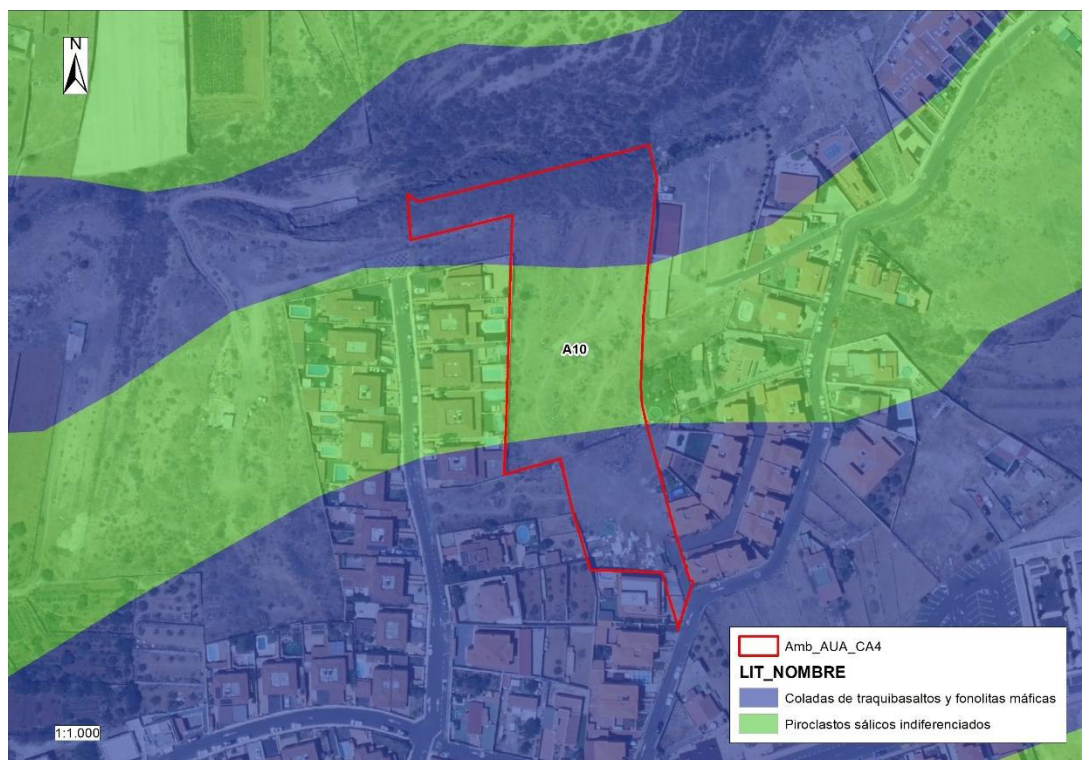 N
A10
1:1.000
Amb_AUA_CA4
LIT_NOMBRE
Coladas de traquibasaltos y fonolitas máficas
Piroclastos sálicos indiferenciados